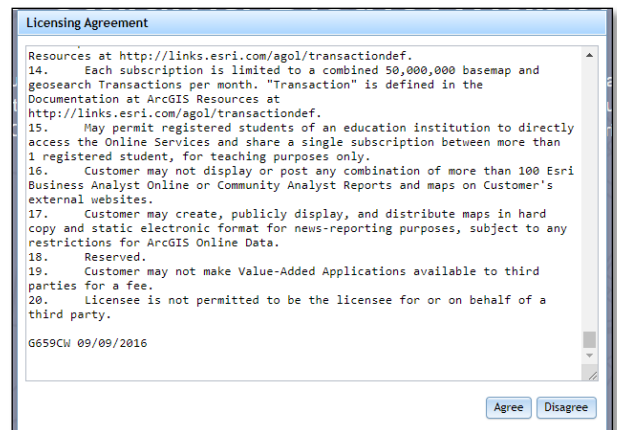 Licensing Agreement
Resources at http://links.esri.com/agol/transactiondef.
14. Each subscription is limited to a combined 50,000,000 basemap and
geosearch Transactions per month. "Transaction" is defined in the
Documentation at ArcGIS Resources at
http://links.esri.com/agol/transactiondef.
15. May permit registered students of an education institution to directly
access the Online Services and share a single subscription between more than
1 registered student, for teaching purposes only.
16. Customer may not display or post any combination of more than 100 Esri
Business Analyst Online or Community Analyst Reports and maps on Customer's
external websites.
17. Customer may create, publicly display, and distribute maps in hard
copy and static electronic format for news-reporting purposes, subject to any
restrictions for ArcGIS Online Data.
18. Reserved.
19. Customer may not make Value-Added Applications available to third
parties for a fee.
20. Licensee is not permitted to be the licensee for or on behalf of a
third party.
G659CW 09/09/2016
Agree Disagree